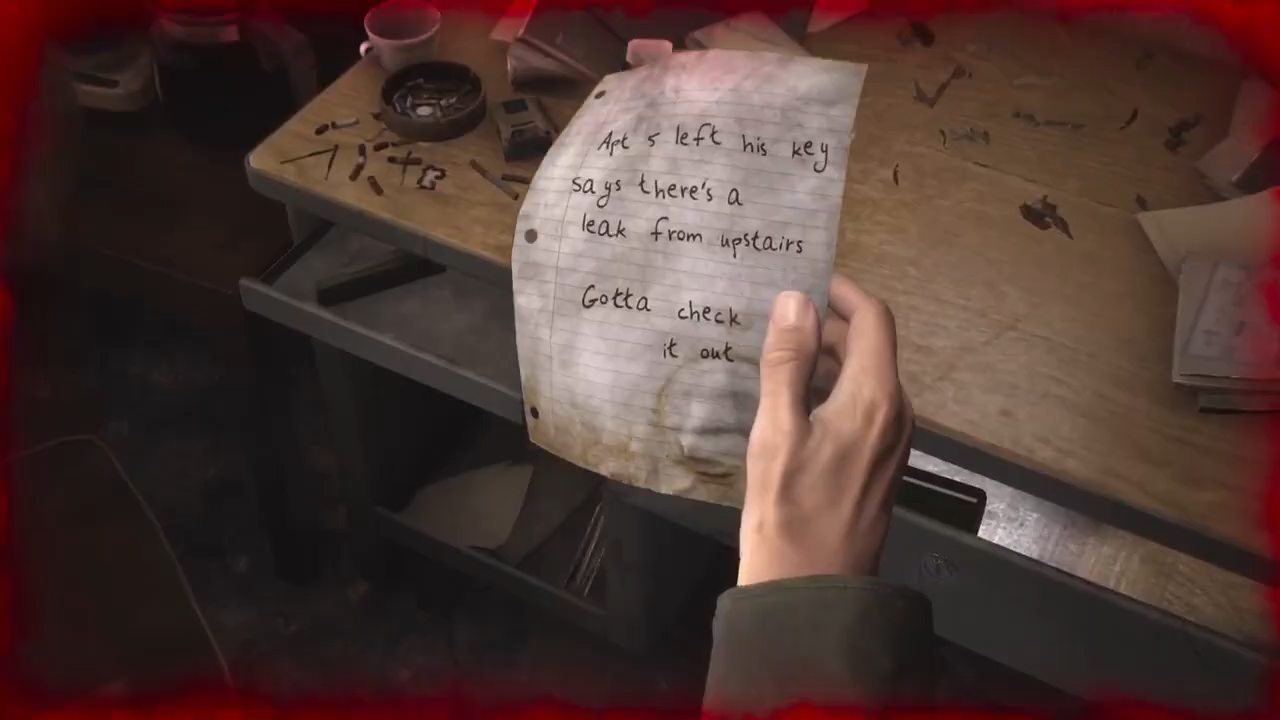 Apt 5 left his key
says there's a
leak from upstairs
Gotta check
it out